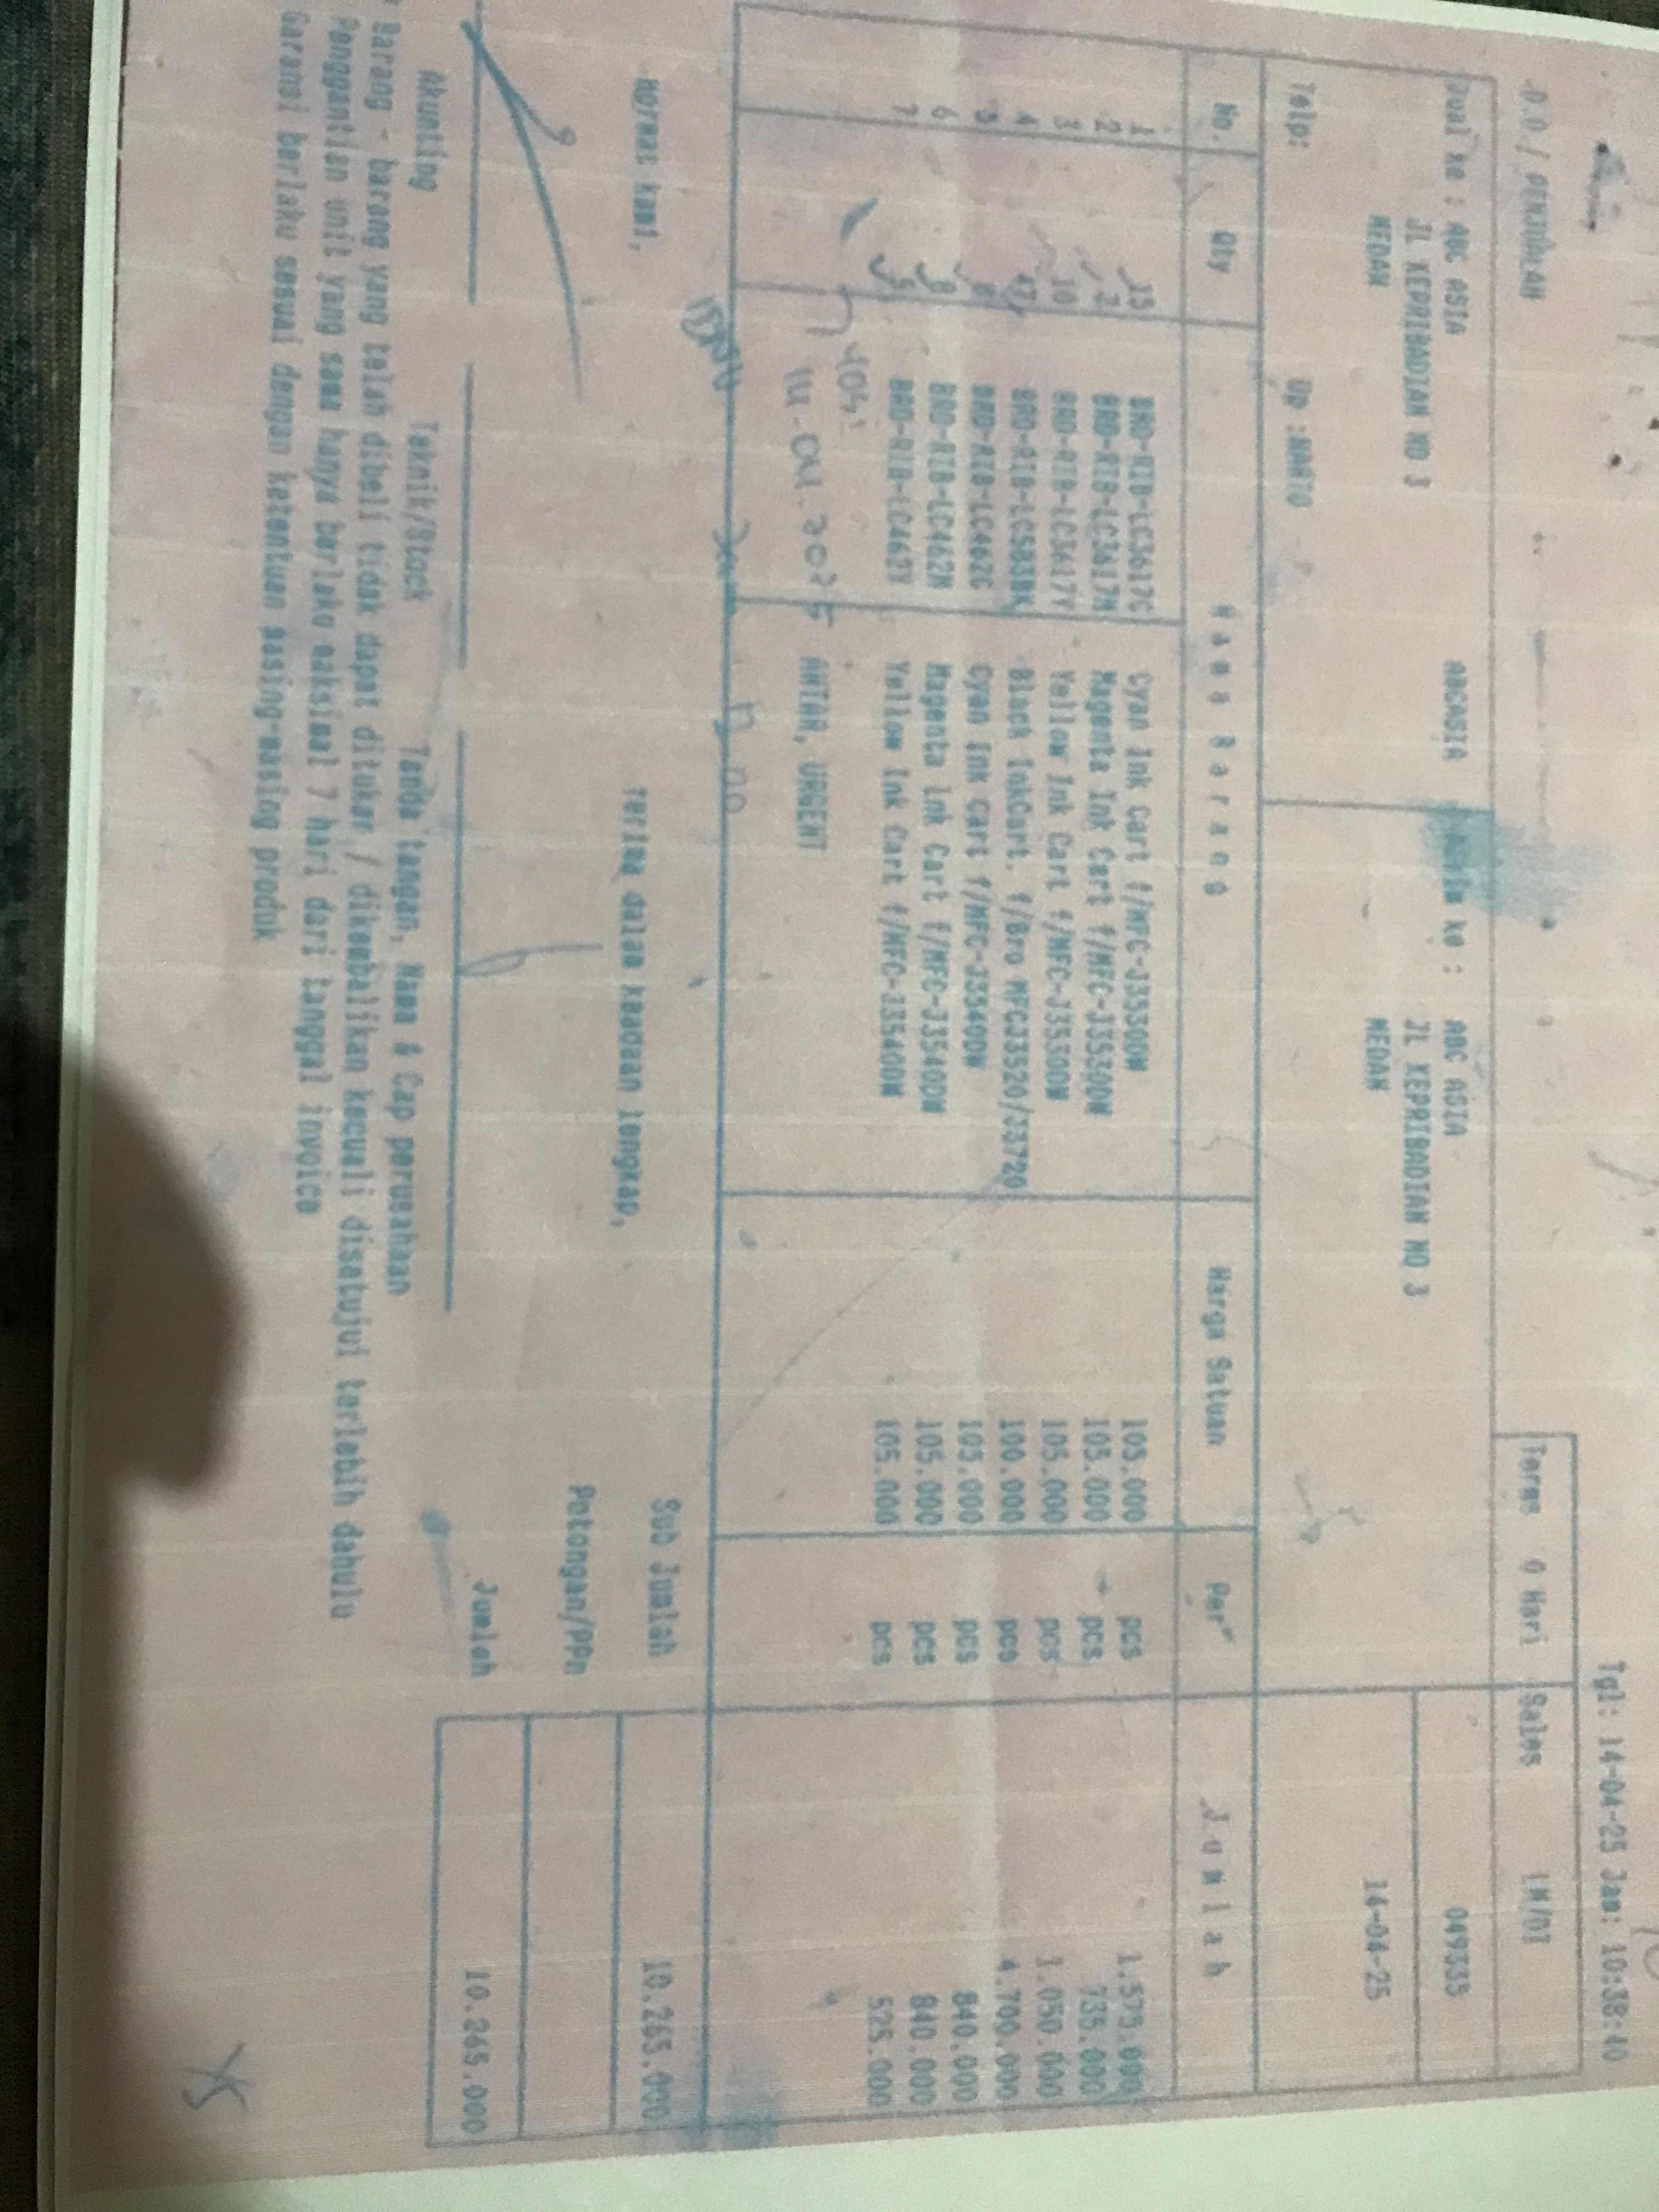 Tgl: 14-04-25 Jam: 10:38:40
D.O / PENJUALAN
Terms 0 Hari Sales LM/DI
Jual ke : ABC ASIA ABCASIA ke : ABC ASIA 049535
JL KEPRIBADIAN NO 3 JL KEPRIBADIAN NO 3
MEDAN MEDAN 14-04-25
Telp: Up :ANTO
No. Qty N a m a B a r a n g Harga Satuan Per J u m l a h
1 15 BRO-RIB-LC3617C Cyan Ink Cart f/MFC-J3530DW 105.000 pcs 1.575.000
2 7 BRO-RIB-LC3617M Magenta Ink Cart f/MFC-J3530DW 105.000 pcs 735.000
3 10 BRO-RIB-LC3617Y Yellow Ink Cart f/MFC-J3530DW 105.000 pcs 1.050.000
4 47 Black InkCart. f/Bro MFCJ3520/J3720 100.000 pcs 4.700.000
5 8 BRO-RIB-LC462C Cyan Ink Cart f/MFC-J3540DW 105.000 pcs 840.000
6 8 BRO-RIB-LC462M Magenta Ink Cart f/MFC-J3540DW 105.000 pcs 840.000
7 5 BRO-RIB-LC462Y Yellow Ink Cart f/MFC-J3540DW 105.000 pcs 525.000
14.04.2025 ANTAR, URGENT
Hormat kami, Terima dalam keadaan lengkap, Sub Jumlah 10.265.000
Potongan/PPn
Jumlah 10.265.000
Akunting Teknik/Stock Tanda tangan, Nama & Cap perusahaan
* Barang - barang yang telah dibeli tidak dapat ditukar / dikembalikan kecuali disetujui terlebih dahulu
Penggantian unit yang sama hanya berlaku maksimal 7 hari dari tanggal invoice
Garansi berlaku sesuai dengan ketentuan masing-masing produk